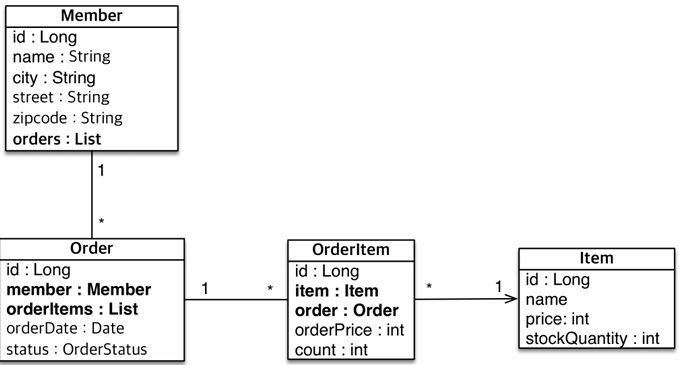 Member
id : Long
name : String
city : String
street : String
zipcode : String
orders : List
1
*
Order
id : Long
member : Member
orderItems : List
orderDate : Date
status : OrderStatus
1
*
OrderItem
id : Long
item : Item
order : Order
orderPrice : int
count : int
*
1
Item
id : Long
name
price: int
stockQuantity : int